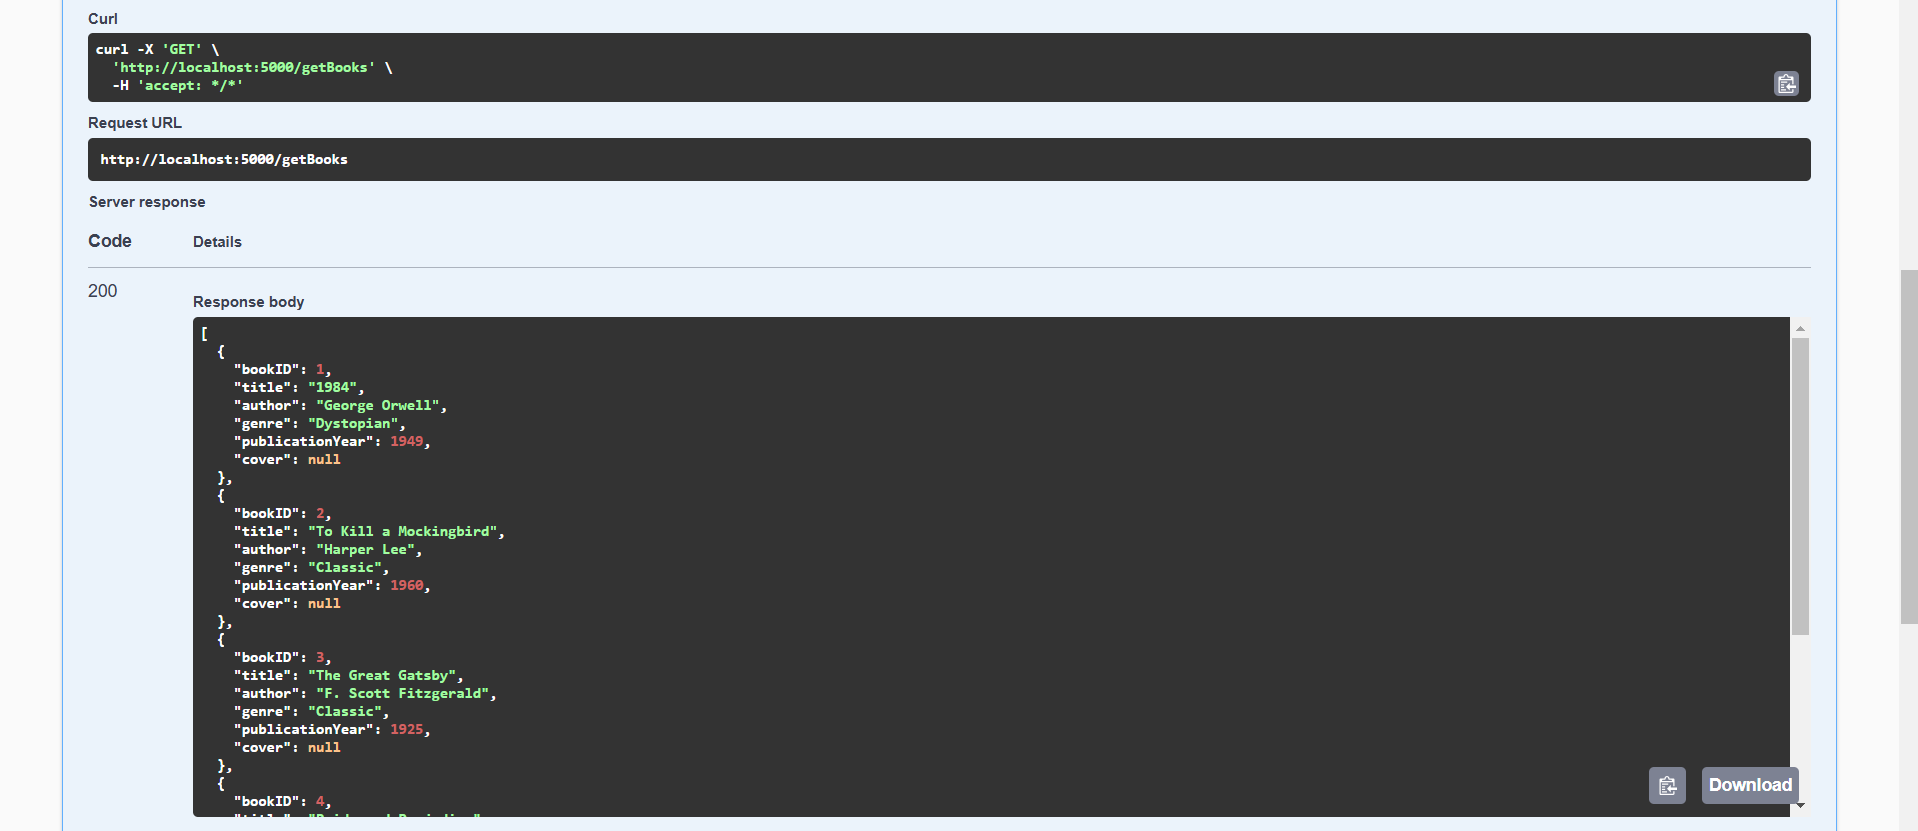 Curl
curl -X 'GET' \
  'http://localhost:5000/getBooks' \
  -H 'accept: */*'
Request URL
http://localhost:5000/getBooks
Server response
Code Details
200
Response body
[
  {
    "bookID": 1,
    "title": "1984",
    "author": "George Orwell",
    "genre": "Dystopian",
    "publicationYear": 1949,
    "cover": null
  },
  {
    "bookID": 2,
    "title": "To Kill a Mockingbird",
    "author": "Harper Lee",
    "genre": "Classic",
    "publicationYear": 1960,
    "cover": null
  },
  {
    "bookID": 3,
    "title": "The Great Gatsby",
    "author": "F. Scott Fitzgerald",
    "genre": "Classic",
    "publicationYear": 1925,
    "cover": null
  },
  {
    "bookID": 4,
Download